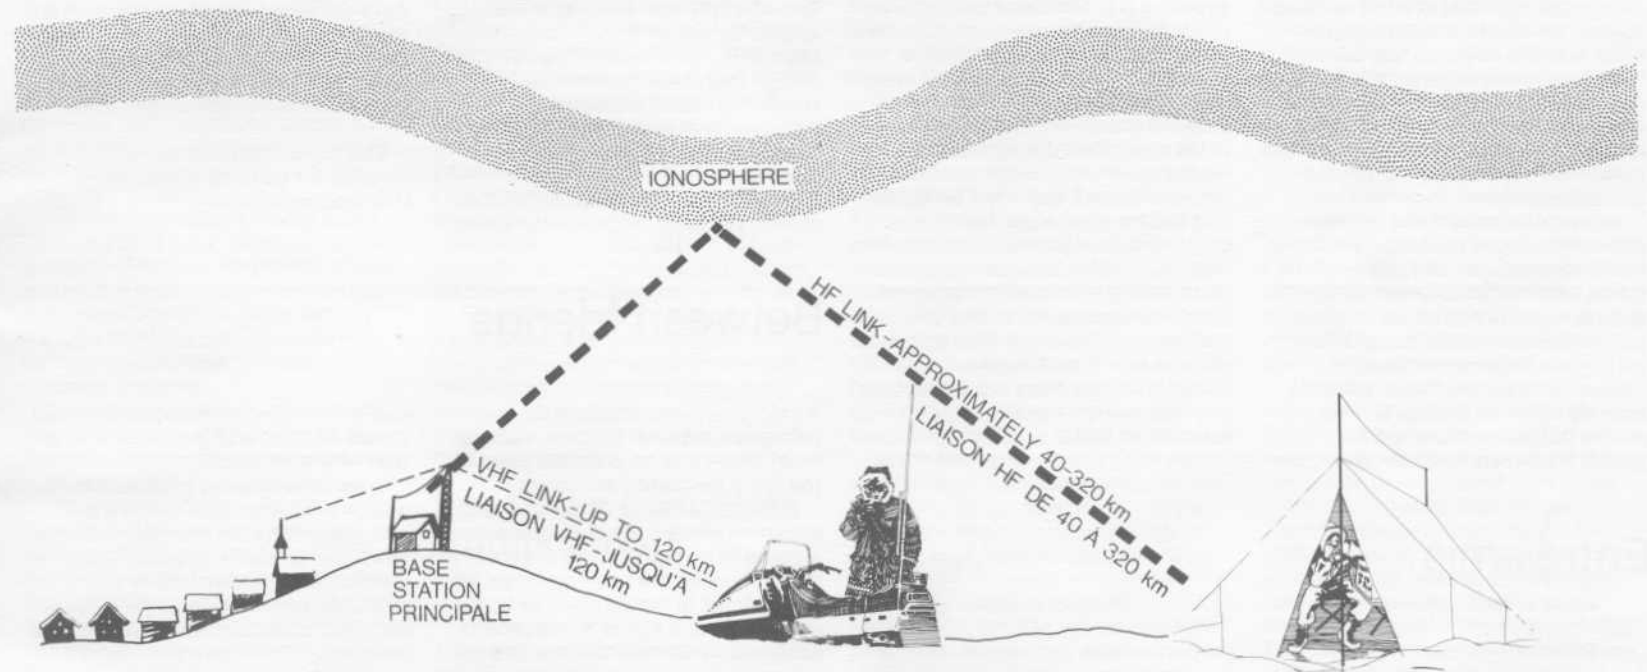 IONOSPHERE
HF LINK-APPROXIMATELY 40-320 km
LIAISON HF DE 40 À 320 km
VHF LINK-UP TO 120 km
LIAISON VHF-JUSQU'À
120 km
BASE
STATION
PRINCIPALE